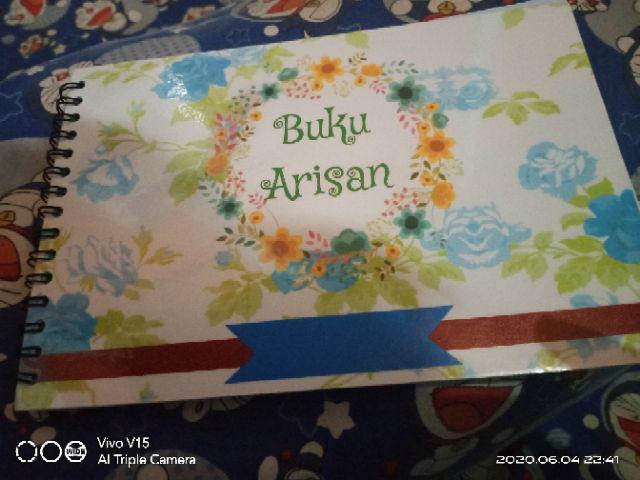 Buku
Arisan
Vivo V15
AI Triple Camera
2020.06.04 22:41